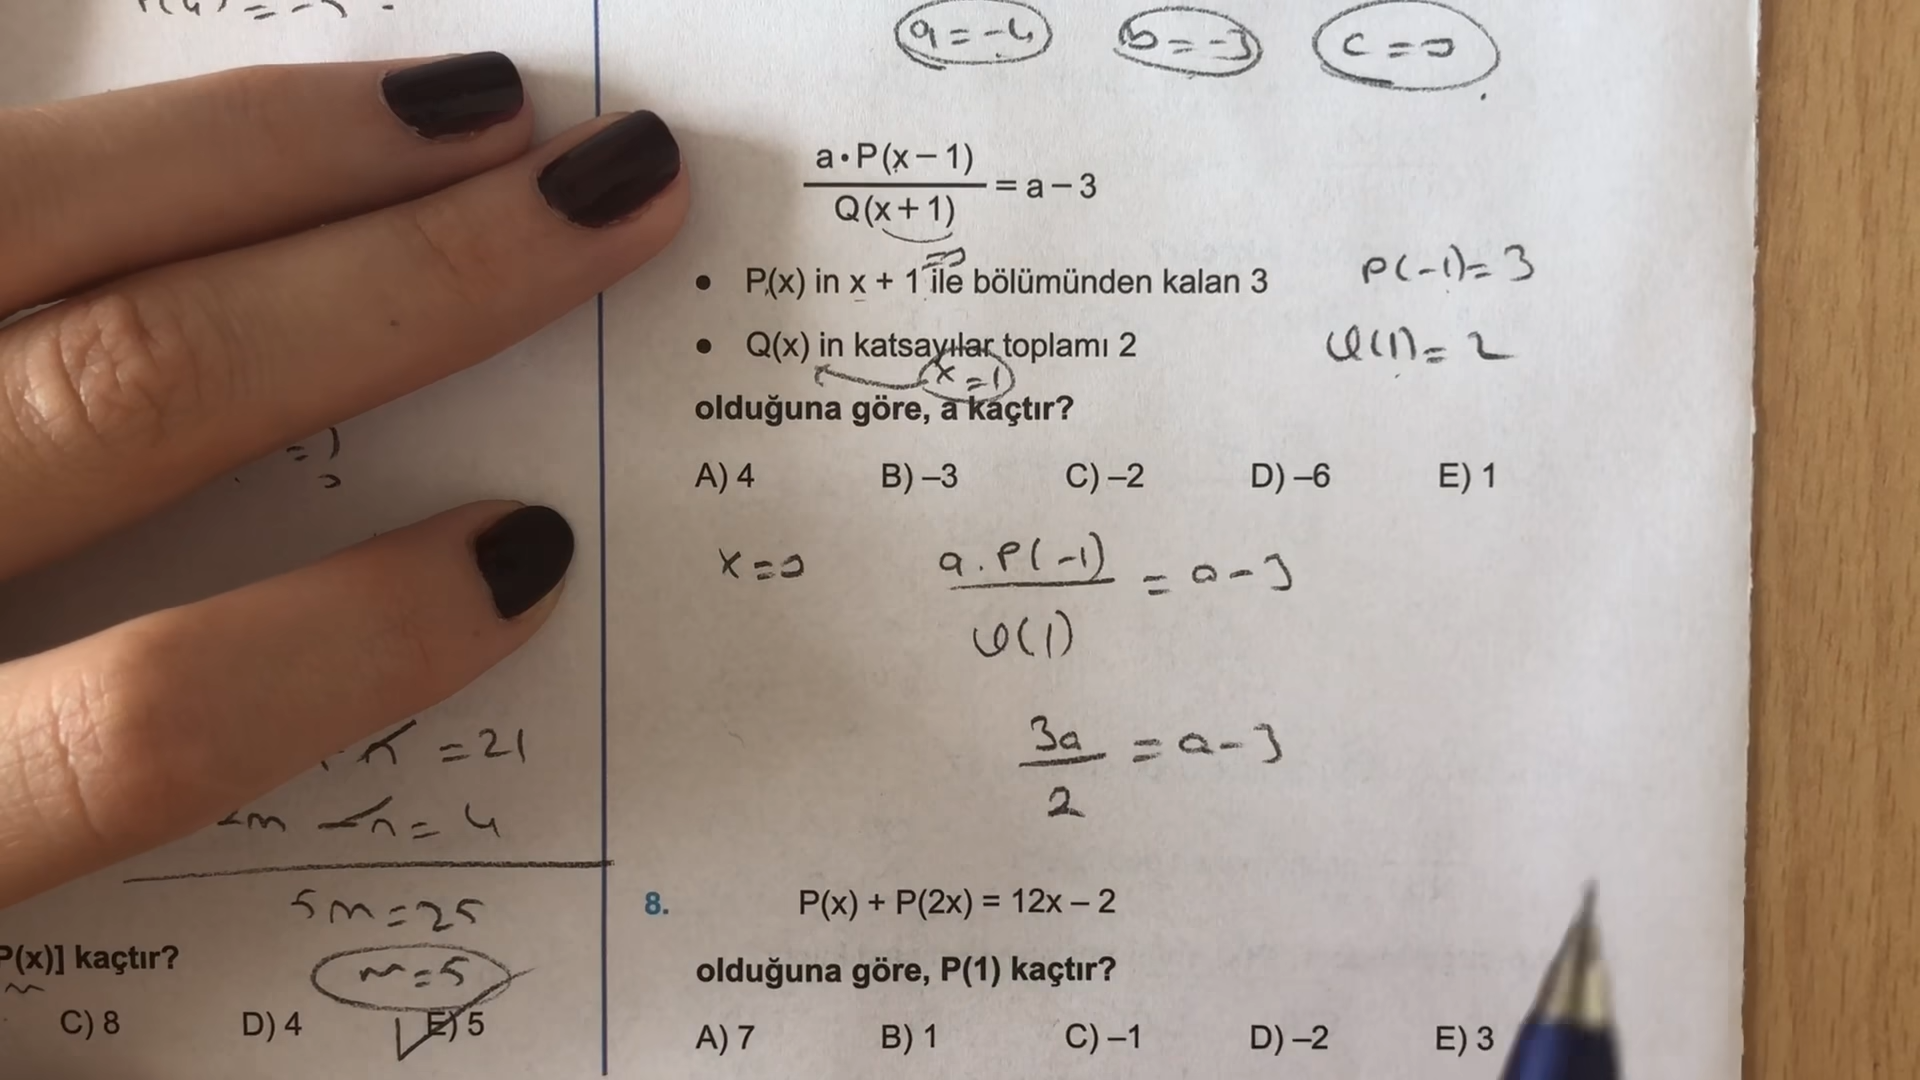 a = -4 b = -3 c = 0
a·P(x – 1)
Q(x + 1)
= a – 3
= 0
• P(x) in x + 1 ile bölümünden kalan 3
P(-1) = 3
• Q(x) in katsayılar toplamı 2
Q(1) = 2
x = 1
olduğuna göre, a kaçtır?
A) 4 B) –3 C) –2 D) –6 E) 1
x = 0
a . P(-1)
Q(1)
= a - 3
3a
2
= a - 3
8. P(x) + P(2x) = 12x – 2
olduğuna göre, P(1) kaçtır?
A) 7 B) 1 C) –1 D) –2 E) 3
= 21
n = 4
5m = 25
P(x)] kaçtır?
m = 5
C) 8 D) 4 E) 5